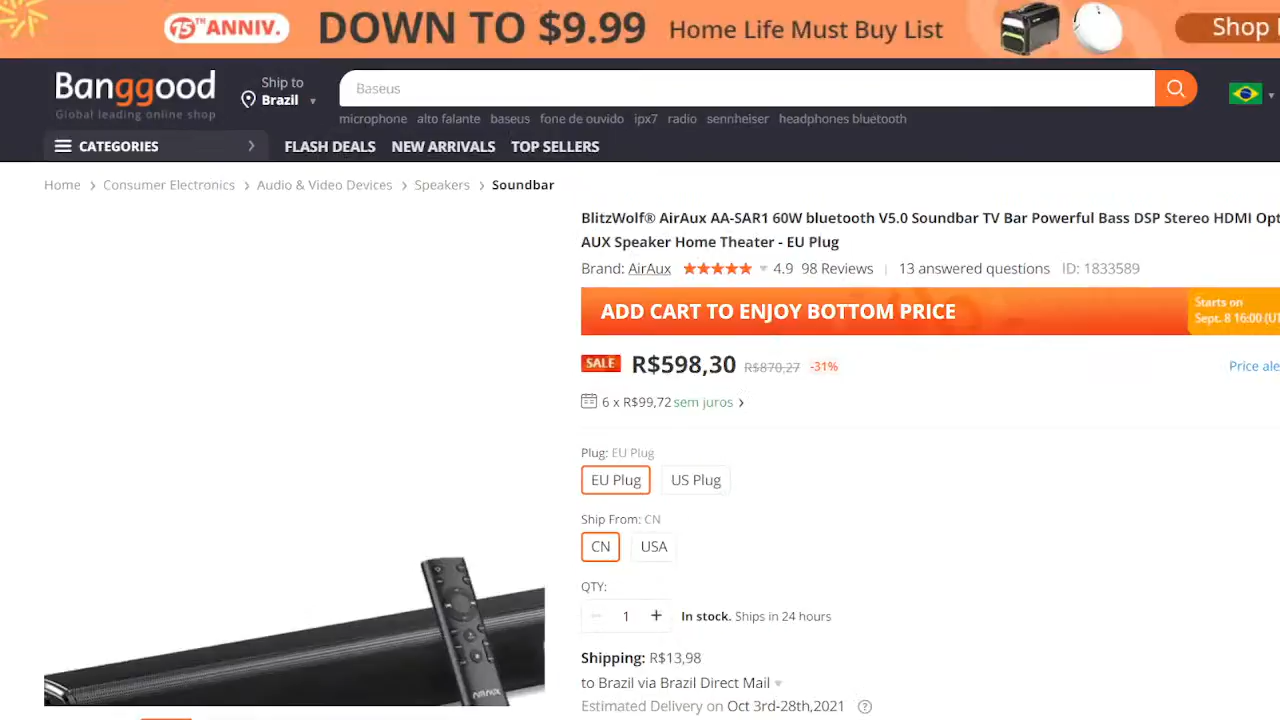 15TH ANNIV. DOWN TO $9.99 Home Life Must Buy List Shop
Banggood
Global leading online shop
Ship to
Brazil
Baseus
microphone alto falante baseus fone de ouvido ipx7 radio sennheiser headphones bluetooth
CATEGORIES FLASH DEALS NEW ARRIVALS TOP SELLERS
Home > Consumer Electronics > Audio & Video Devices > Speakers > Soundbar
BlitzWolf® AirAux AA-SAR1 60W bluetooth V5.0 Soundbar TV Bar Powerful Bass DSP Stereo HDMI Opt
AUX Speaker Home Theater - EU Plug
Brand: AirAux 4.9 98 Reviews | 13 answered questions ID: 1833589
ADD CART TO ENJOY BOTTOM PRICE
Starts on
Sept. 8 16:00 (UT
SALE R$598,30 R$870,27 -31%
Price ale
6 x R$99,72 sem juros >
Plug: EU Plug
EU Plug US Plug
Ship From: CN
CN USA
QTY:
− 1 + In stock. Ships in 24 hours
Shipping: R$13,98
to Brazil via Brazil Direct Mail
Estimated Delivery on Oct 3rd-28th,2021 ?
AIRAUX